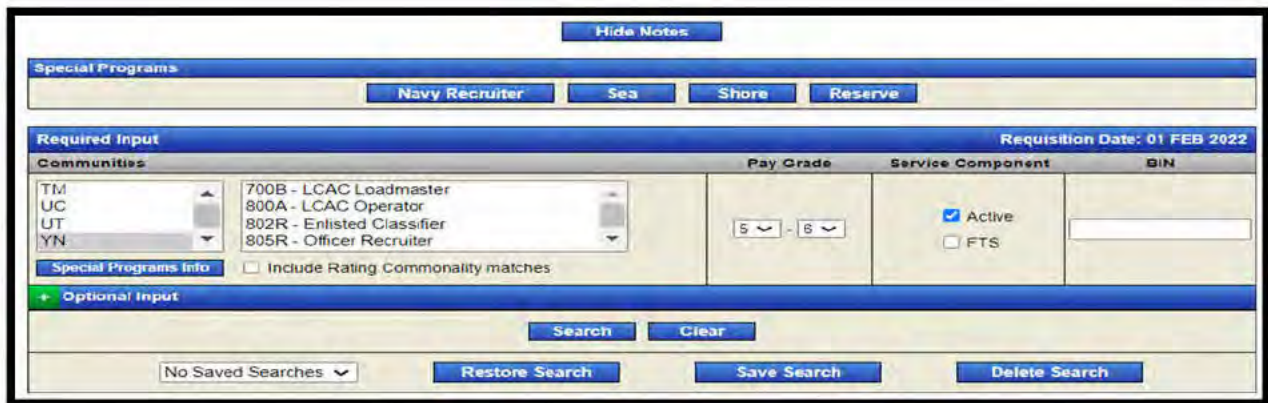 Hide Notes
Special Programs
Navy Recruiter Sea Shore Reserve
Required Input Requisition Date: 01 FEB 2022
Communities Pay Grade Service Component BIN
TM 700B - LCAC Loadmaster
UC 800A - LCAC Operator
UT 802R - Enlisted Classifier
YN 805R - Officer Recruiter
5 - 6
Active
FTS
Special Programs Info Include Rating Commonality matches
+ Optional Input
Search Clear
No Saved Searches Restore Search Save Search Delete Search